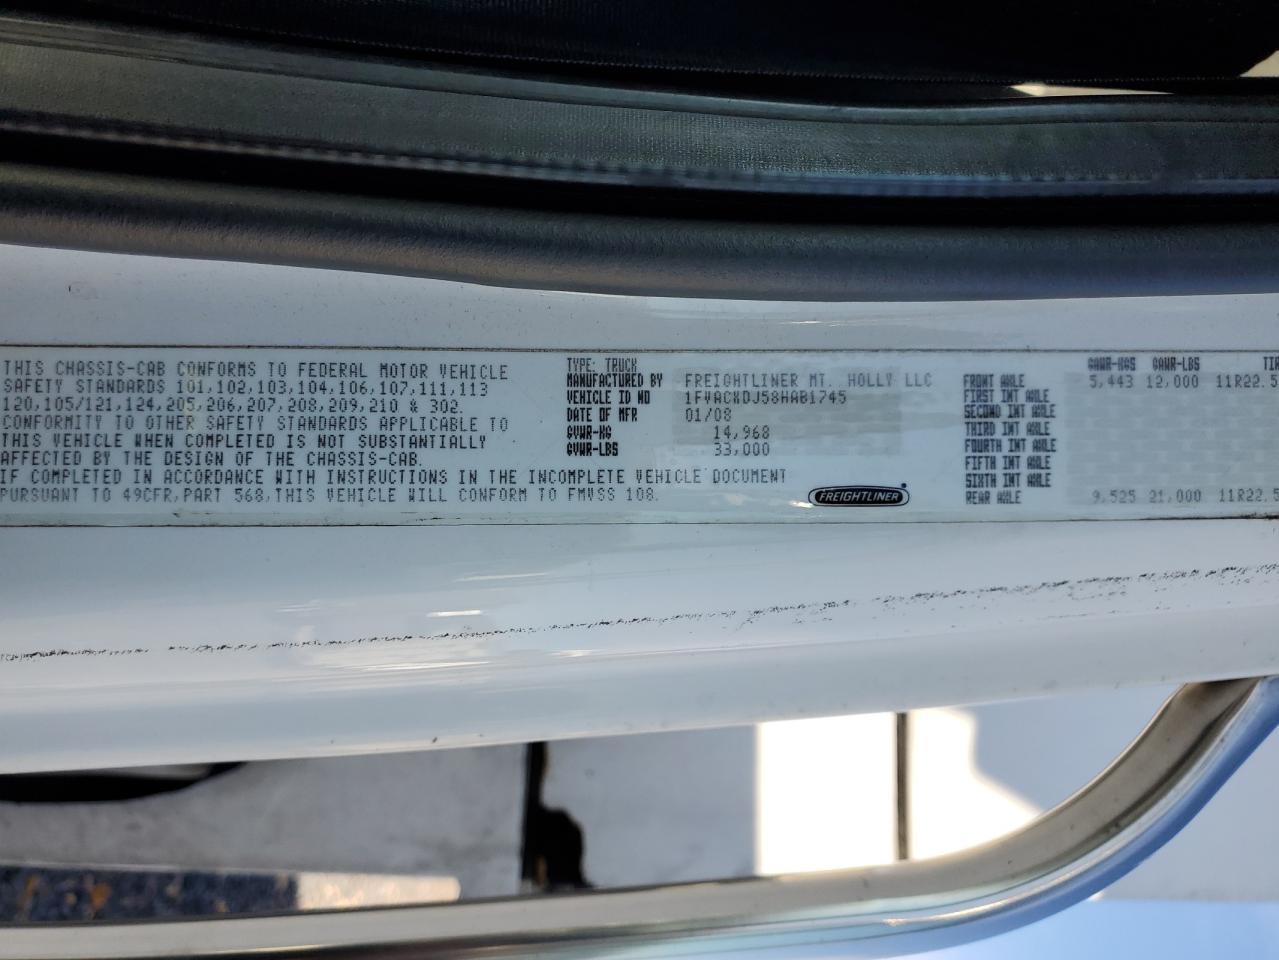 THIS CHASSIS-CAB CONFORMS TO FEDERAL MOTOR VEHICLE
SAFETY STANDARDS 101,102,103,104,106,107,111,113
120,105/121,124,205,206,207,208,209,210 & 302.
CONFORMITY TO OTHER SAFETY STANDARDS APPLICABLE TO
THIS VEHICLE WHEN COMPLETED IS NOT SUBSTANTIALLY
AFFECTED BY THE DESIGN OF THE CHASSIS-CAB.
IF COMPLETED IN ACCORDANCE WITH INSTRUCTIONS IN THE INCOMPLETE VEHICLE DOCUMENT
PURSUANT TO 49CFR,PART 568,THIS VEHICLE WILL CONFORM TO FMVSS 108.
TYPE: TRUCK
MANUFACTURED BY FREIGHTLINER MT. HOLLY LLC
VEHICLE ID NO 1FVACXDJ58HAB1745
DATE OF MFR 01/08
GVWR-KG 14,968
GVWR-LBS 33,000
FREIGHTLINER
GAWR-KGS GAWR-LBS TIR
FRONT AXLE 5,443 12,000 11R22.5
FIRST INT AXLE
SECOND INT AXLE
THIRD INT AXLE
FOURTH INT AXLE
FIFTH INT AXLE
SIXTH INT AXLE
REAR AXLE 9,525 21,000 11R22.5